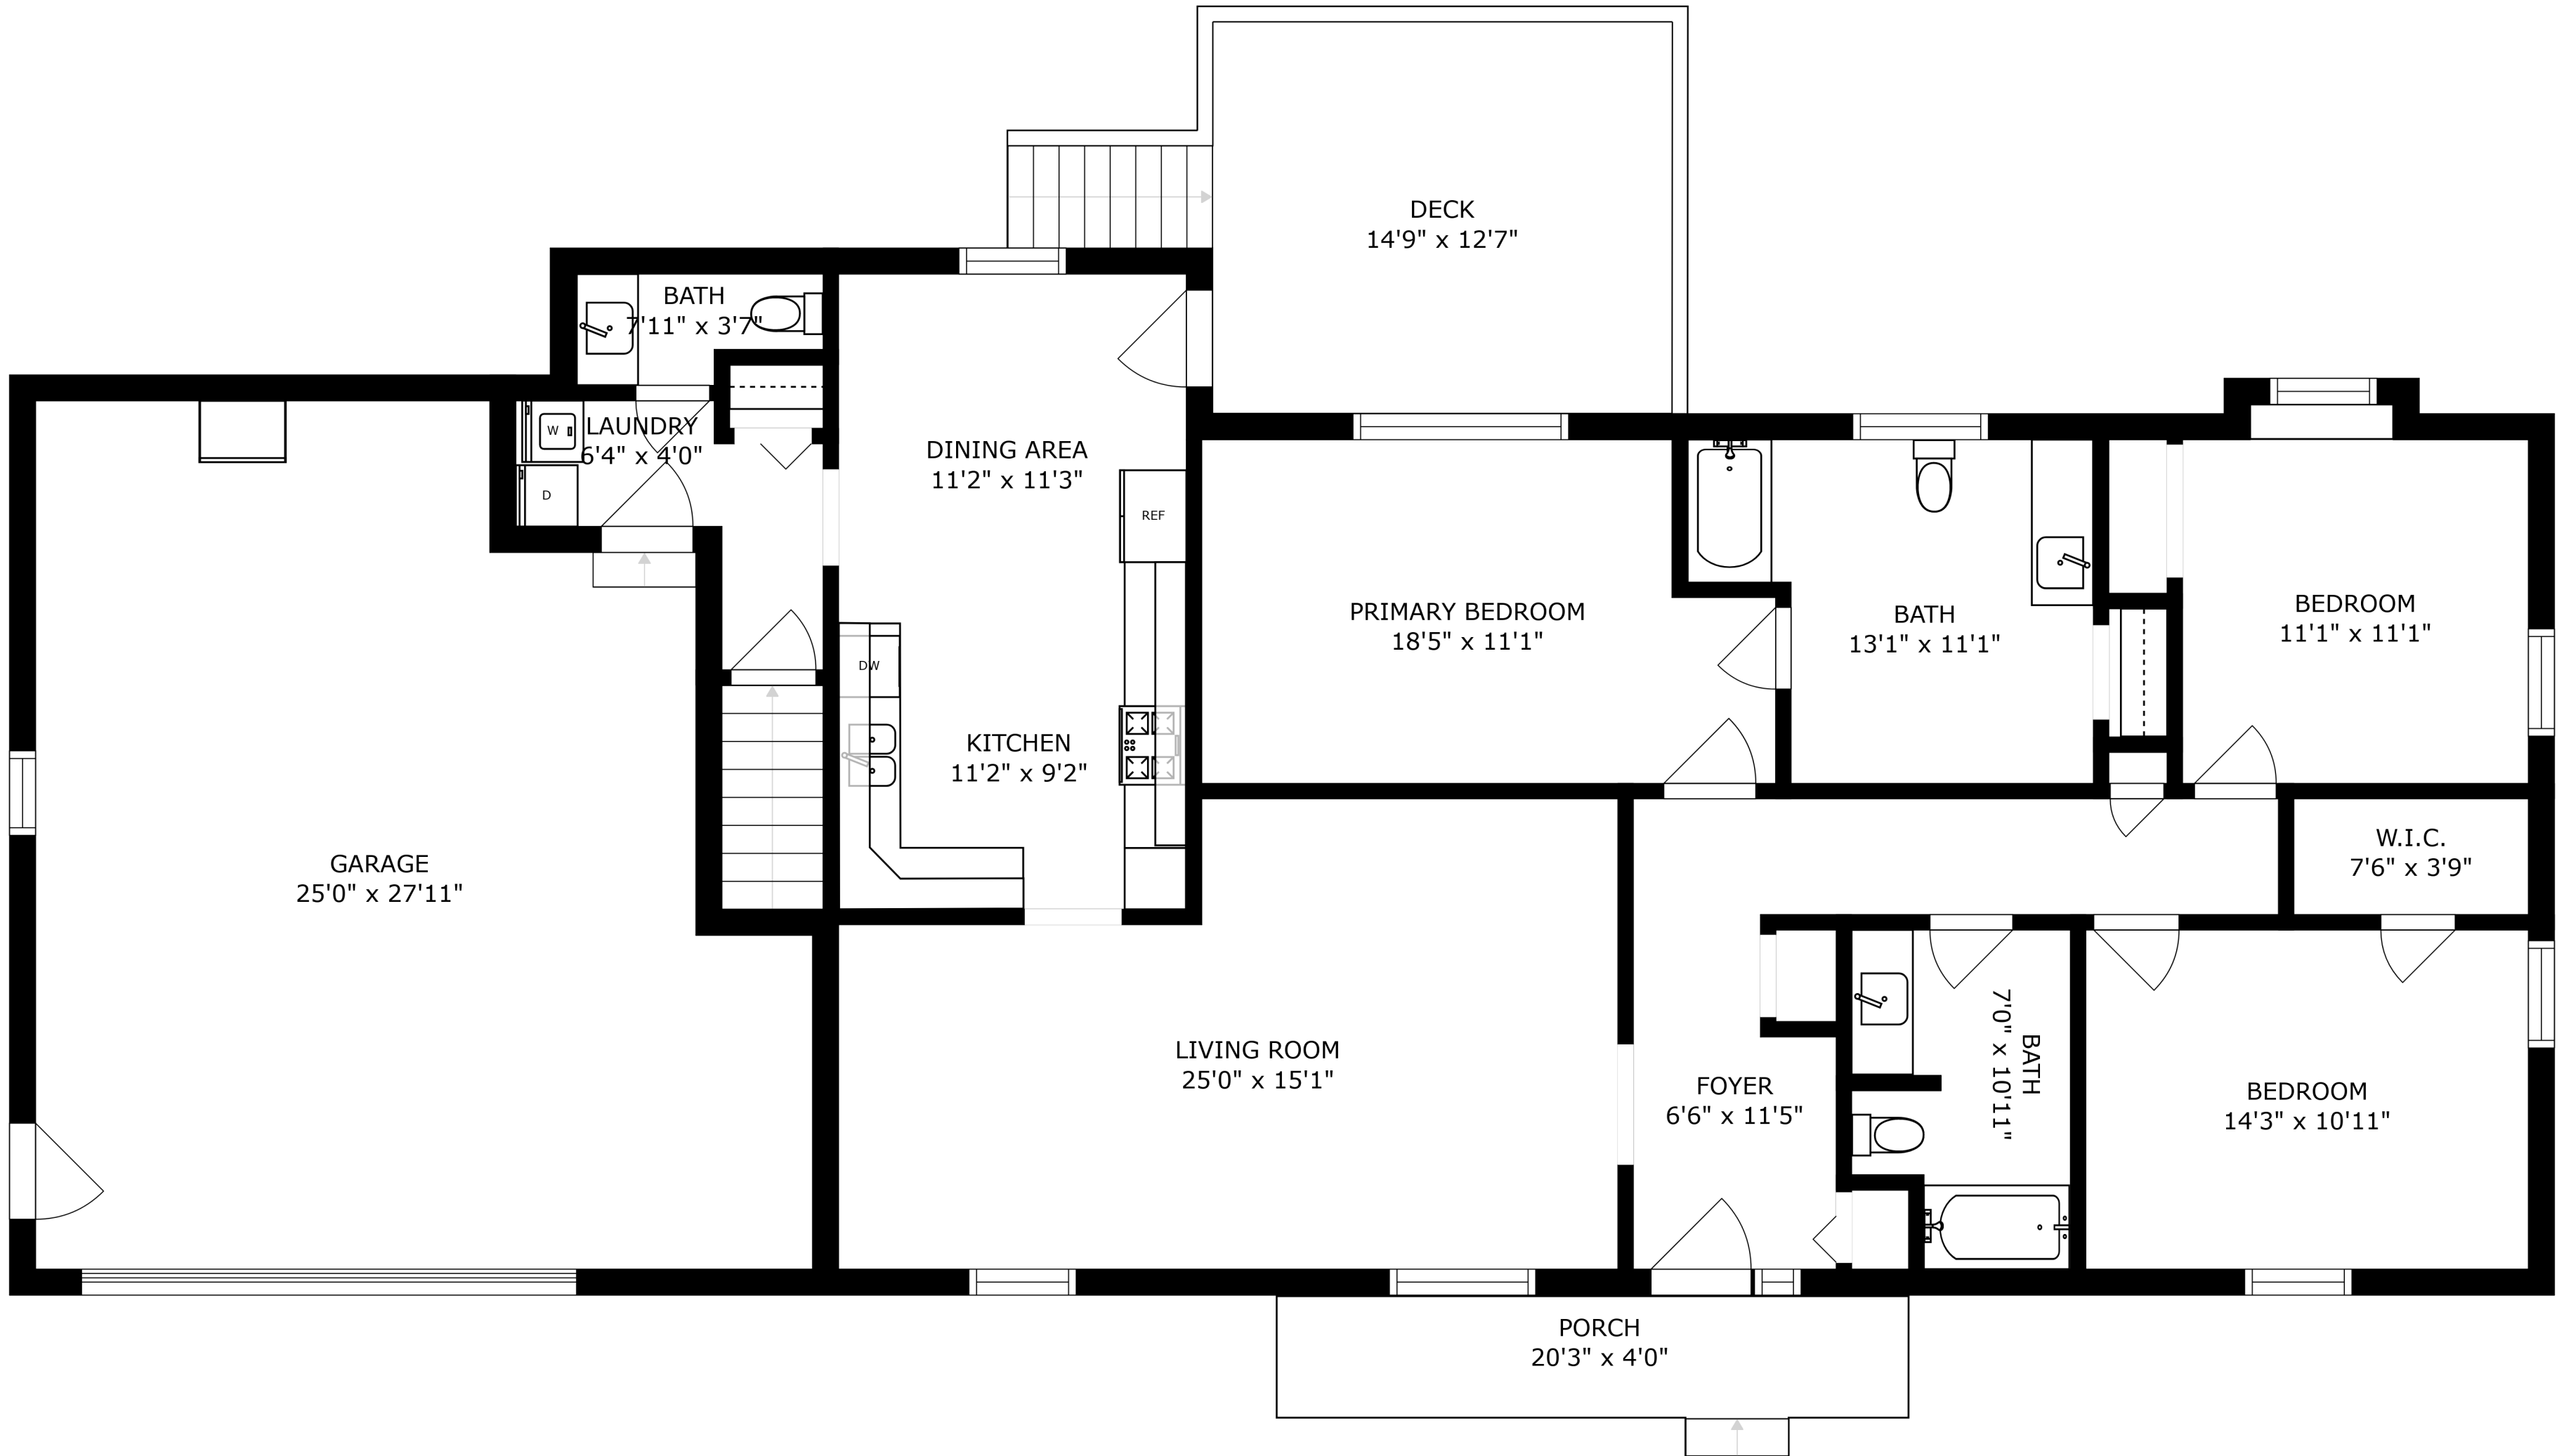 DECK
14'9" x 12'7"
BATH
7'11" x 3'7"
W
LAUNDRY
6'4" x 4'0"
D
DINING AREA
11'2" x 11'3"
REF
PRIMARY BEDROOM
18'5" x 11'1"
BATH
13'1" x 11'1"
BEDROOM
11'1" x 11'1"
DW
KITCHEN
11'2" x 9'2"
GARAGE
25'0" x 27'11"
W.I.C.
7'6" x 3'9"
LIVING ROOM
25'0" x 15'1"
FOYER
6'6" x 11'5"
BATH
7'0" x 10'11"
BEDROOM
14'3" x 10'11"
PORCH
20'3" x 4'0"